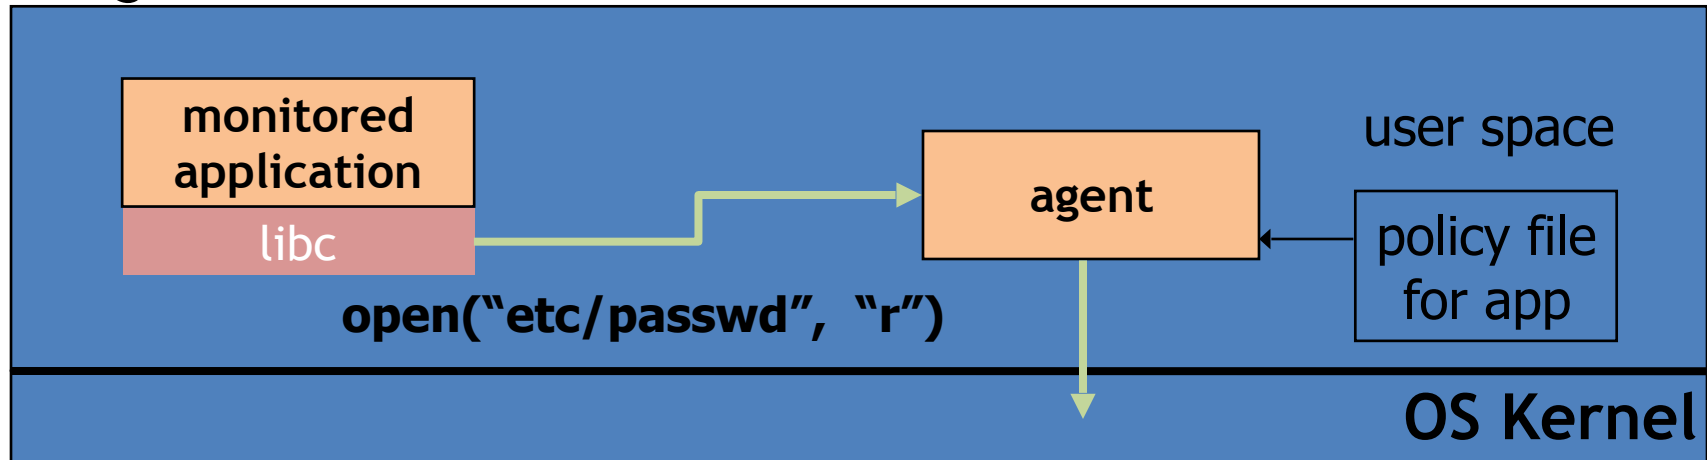 monitored
application
libc
open(“etc/passwd”, “r”)
agent
user space
policy file
for app
OS Kernel